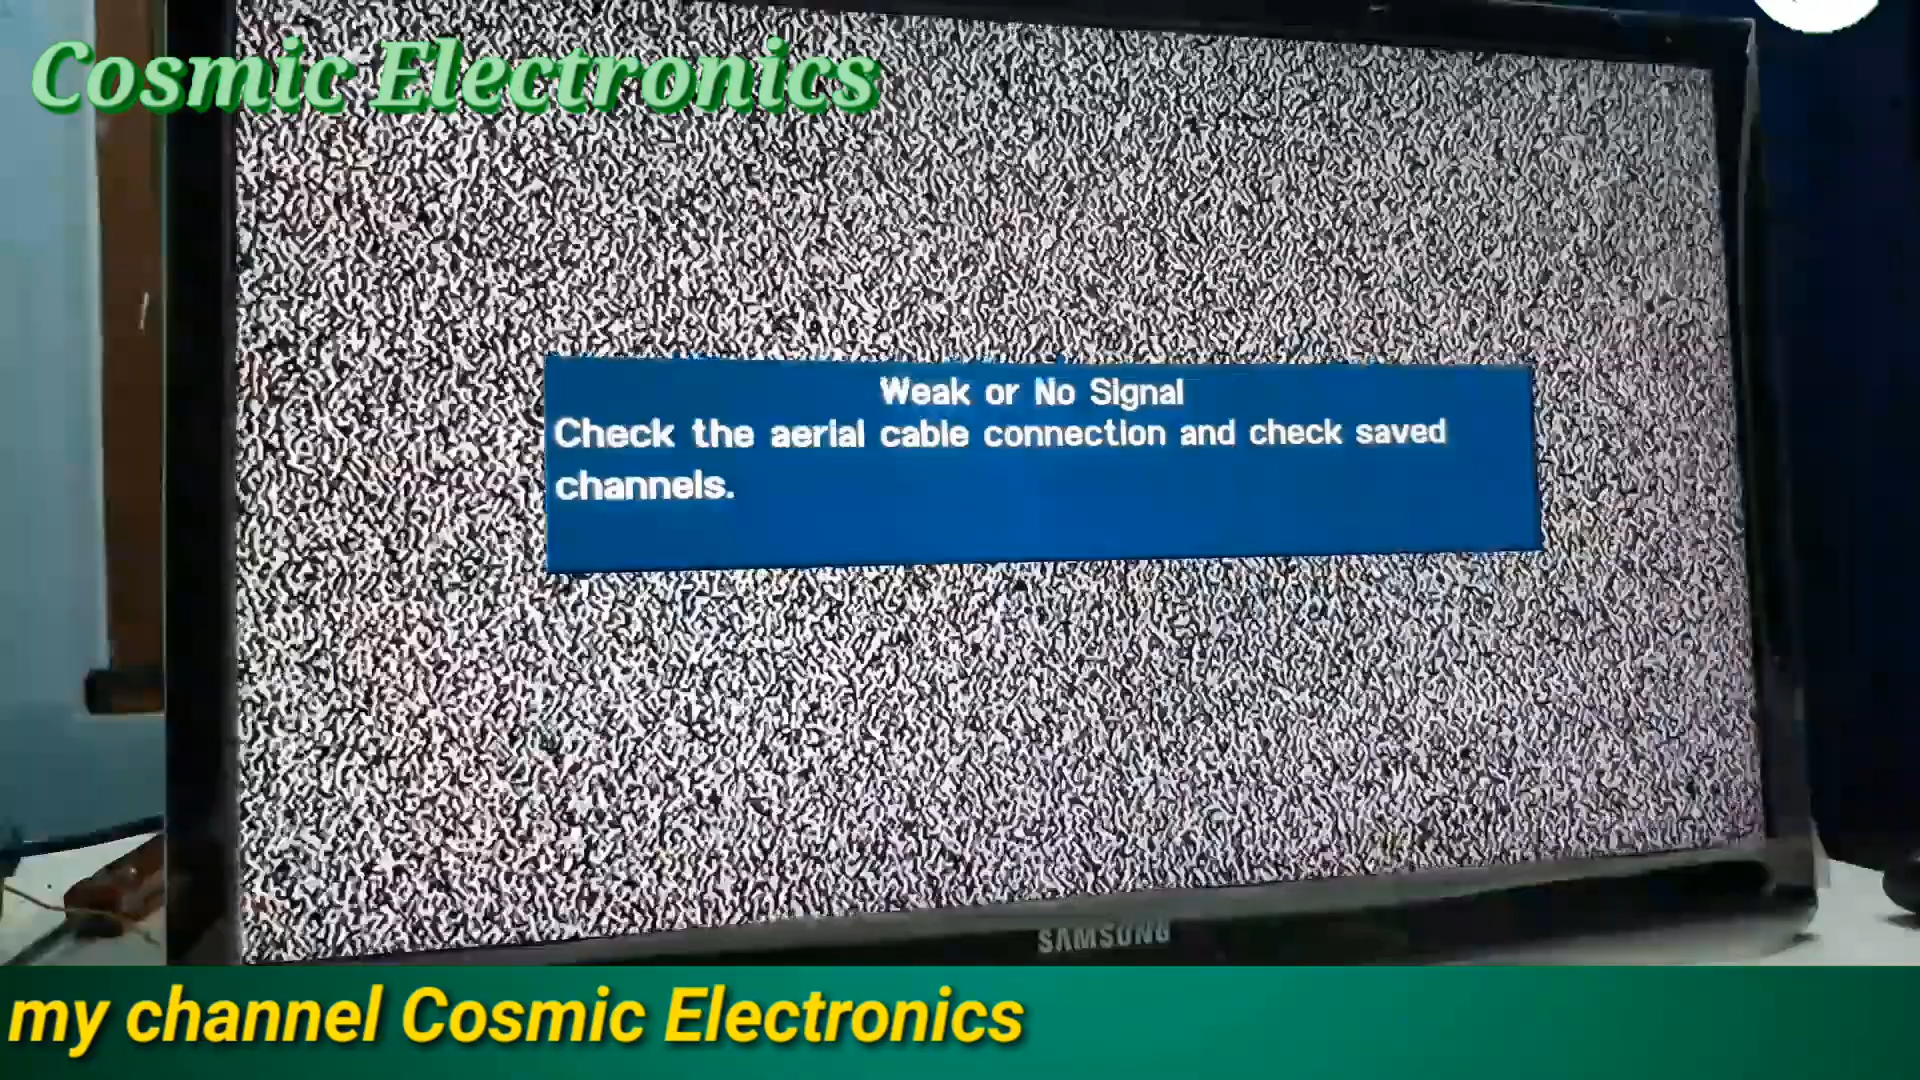 Cosmic Electronics
Weak or No Signal
Check the aerial cable connection and check saved
channels.
SAMSUNG
my channel Cosmic Electronics